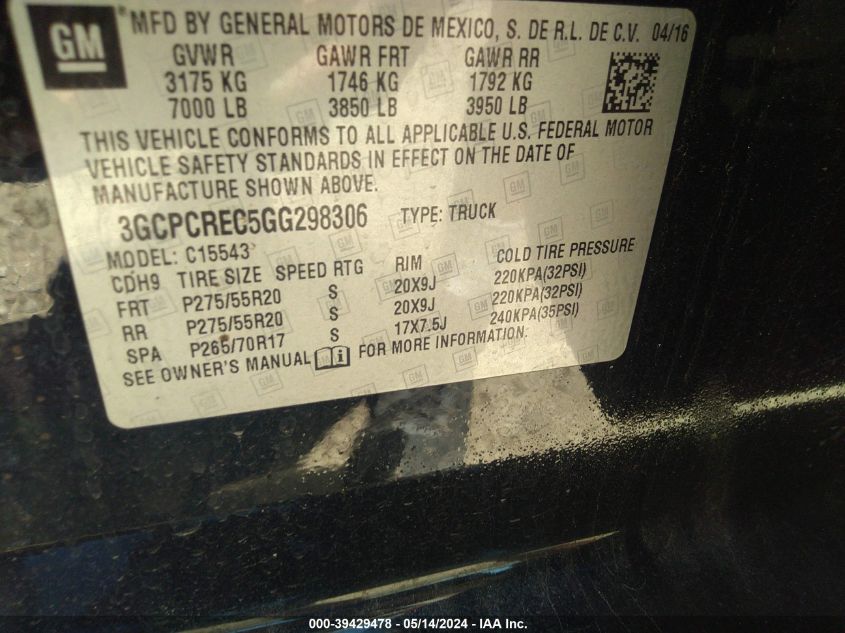 GM
MFD BY GENERAL MOTORS DE MEXICO, S. DE R.L. DE C.V. 04/16
GVWR GAWR FRT GAWR RR
3175 KG 1746 KG 1792 KG
7000 LB 3850 LB 3950 LB
THIS VEHICLE CONFORMS TO ALL APPLICABLE U.S. FEDERAL MOTOR
VEHICLE SAFETY STANDARDS IN EFFECT ON THE DATE OF
MANUFACTURE SHOWN ABOVE.
3GCPCREC5GG298306 TYPE: TRUCK
MODEL: C15543
CDH9 TIRE SIZE SPEED RTG RIM COLD TIRE PRESSURE
FRT P275/55R20 S 20X9J 220KPA(32PSI)
RR P275/55R20 S 20X9J 220KPA(32PSI)
SPA P265/70R17 S 17X7.5J 240KPA(35PSI)
SEE OWNER'S MANUAL FOR MORE INFORMATION.
000-39429478 - 05/14/2024 - IAA Inc.